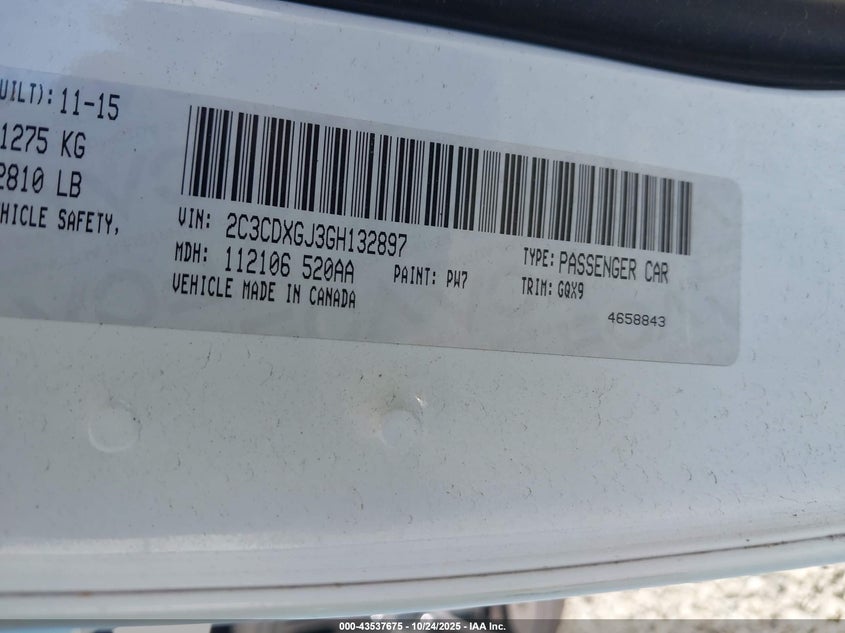 UILT): 11-15
1275 KG
2810 LB
HICLE SAFETY,
VIN: 2C3CDXGJ3GH132897
MDH: 112106 520AA
PAINT: PW7
VEHICLE MADE IN CANADA
TYPE: PASSENGER CAR
TRIM: GQX9
4658843
000-43537675 - 10/24/2025 - IAA Inc.